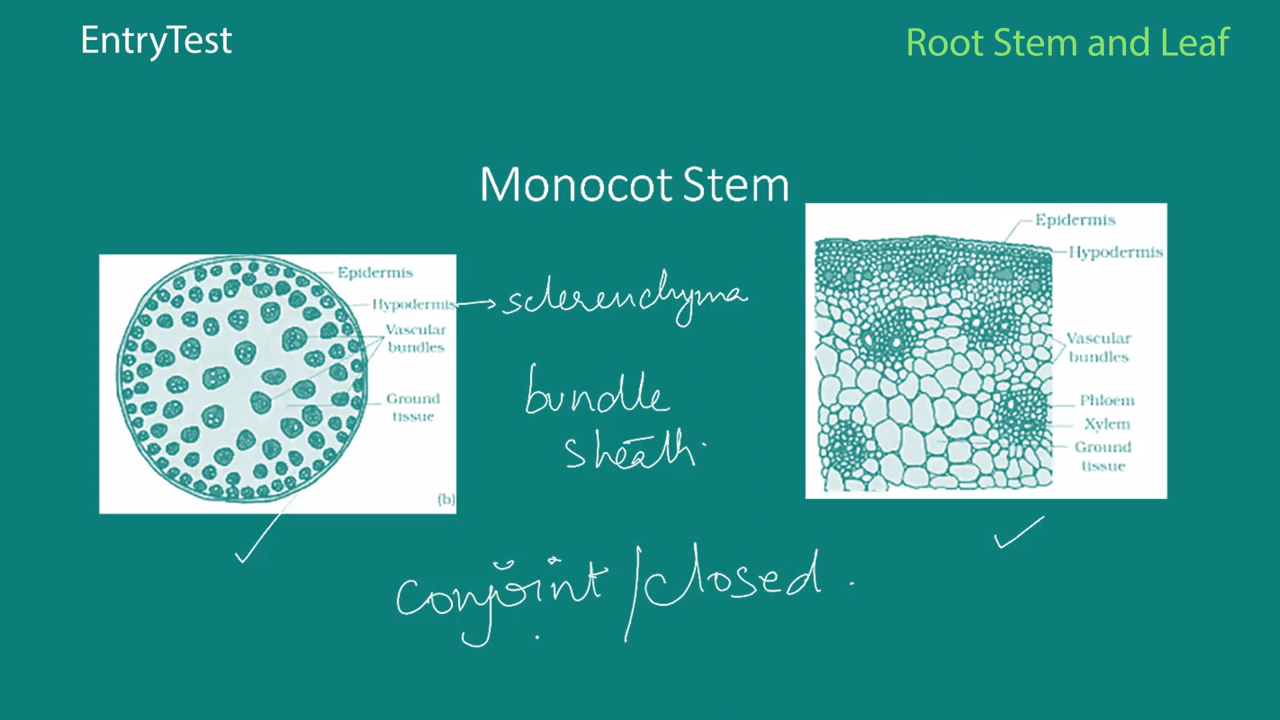 EntryTest
Root Stem and Leaf
Monocot Stem
Epidermis
Hypodermis
Vascular
bundles
Ground
tissue
(b)
sclerenchyma
bundle
sheath
conjoint / closed.
Epidermis
Hypodermis
Vascular
bundles
Phloem
Xylem
Ground
tissue